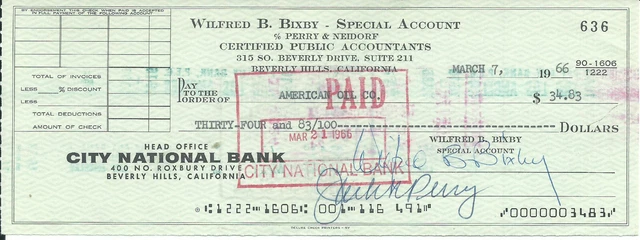 BY ENDORSEMENT THIS CHECK WHEN PAID IS ACCEPTED
IN FULL PAYMENT OF THE FOLLOWING ACCOUNT
WILFRED B. BIXBY - SPECIAL ACCOUNT
636
% PERRY & NEIDORF
CERTIFIED PUBLIC ACCOUNTANTS
315 SO. BEVERLY DRIVE, SUITE 211
BEVERLY HILLS, CALIFORNIA
MARCH 7, 1966
90-1606
1222
TOTAL OF INVOICES
LESS % DISCOUNT
LESS
TOTAL DEDUCTIONS
AMOUNT OF CHECK
PAY TO THE ORDER OF AMERICAN OIL CO. $ 34.83
PAID
THIRTY-FOUR and 83/100 DOLLARS
MAR 21 1966
WILFRED B. BIXBY
SPECIAL ACCOUNT
CITY NATIONAL BANK
HEAD OFFICE
CITY NATIONAL BANK
400 NO. ROXBURY DRIVE
BEVERLY HILLS, CALIFORNIA
Wilfred B Bixby
Jack M Perry
⑆1222⑉1606⑆ 001⑉116 491⑈ ⑈0000003483⑈